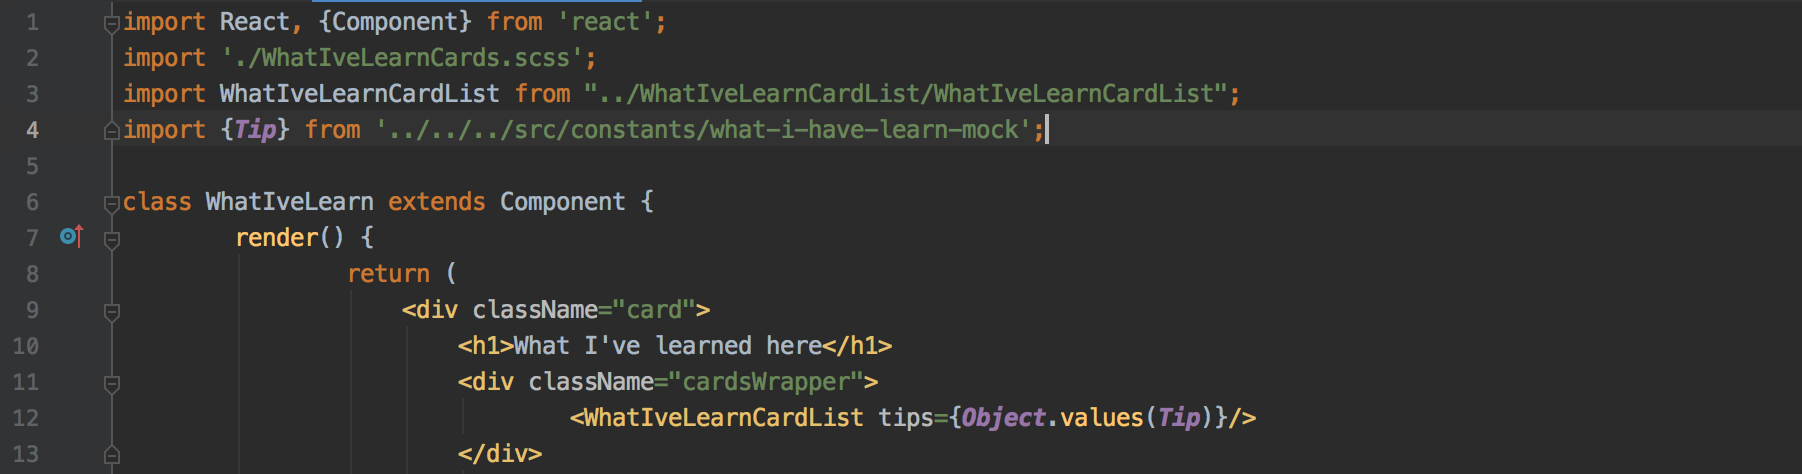 1 import React, {Component} from 'react';
2 import './WhatIveLearnCards.scss';
3 import WhatIveLearnCardList from "../WhatIveLearnCardList/WhatIveLearnCardList";
4 import {Tip} from '../../../src/constants/what-i-have-learn-mock';
5
6 class WhatIveLearn extends Component {
7 render() {
8 return (
9 <div className="card">
10 <h1>What I've learned here</h1>
11 <div className="cardsWrapper">
12 <WhatIveLearnCardList tips={Object.values(Tip)}/>
13 </div>